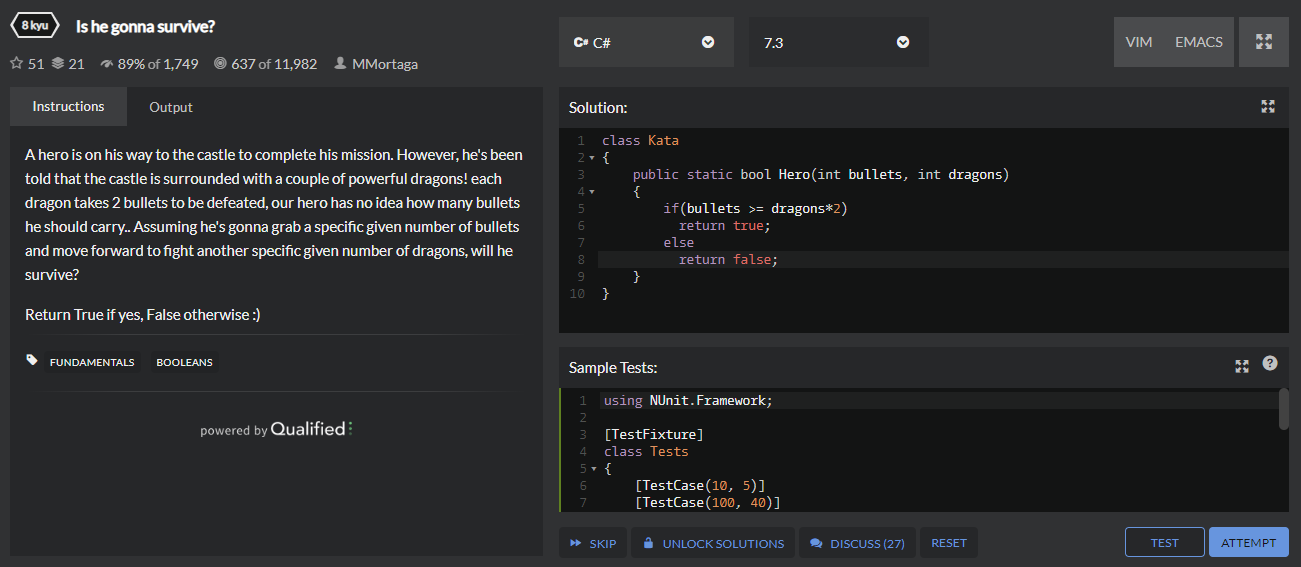 8 kyu Is he gonna survive?
51 21 89% of 1,749 637 of 11,982 MMortaga
C# C# 7.3 VIM EMACS
Instructions Output
A hero is on his way to the castle to complete his mission. However, he's been
told that the castle is surrounded with a couple of powerful dragons! each
dragon takes 2 bullets to be defeated, our hero has no idea how many bullets
he should carry.. Assuming he's gonna grab a specific given number of bullets
and move forward to fight another specific given number of dragons, will he
survive?
Return True if yes, False otherwise :)
FUNDAMENTALS BOOLEANS
powered by Qualified
Solution:
1 class Kata
2 {
3 public static bool Hero(int bullets, int dragons)
4 {
5 if(bullets >= dragons*2)
6 return true;
7 else
8 return false;
9 }
10 }
Sample Tests: ?
1 using NUnit.Framework;
2
3 [TestFixture]
4 class Tests
5 {
6 [TestCase(10, 5)]
7 [TestCase(100, 40)]
SKIP UNLOCK SOLUTIONS DISCUSS (27) RESET TEST ATTEMPT